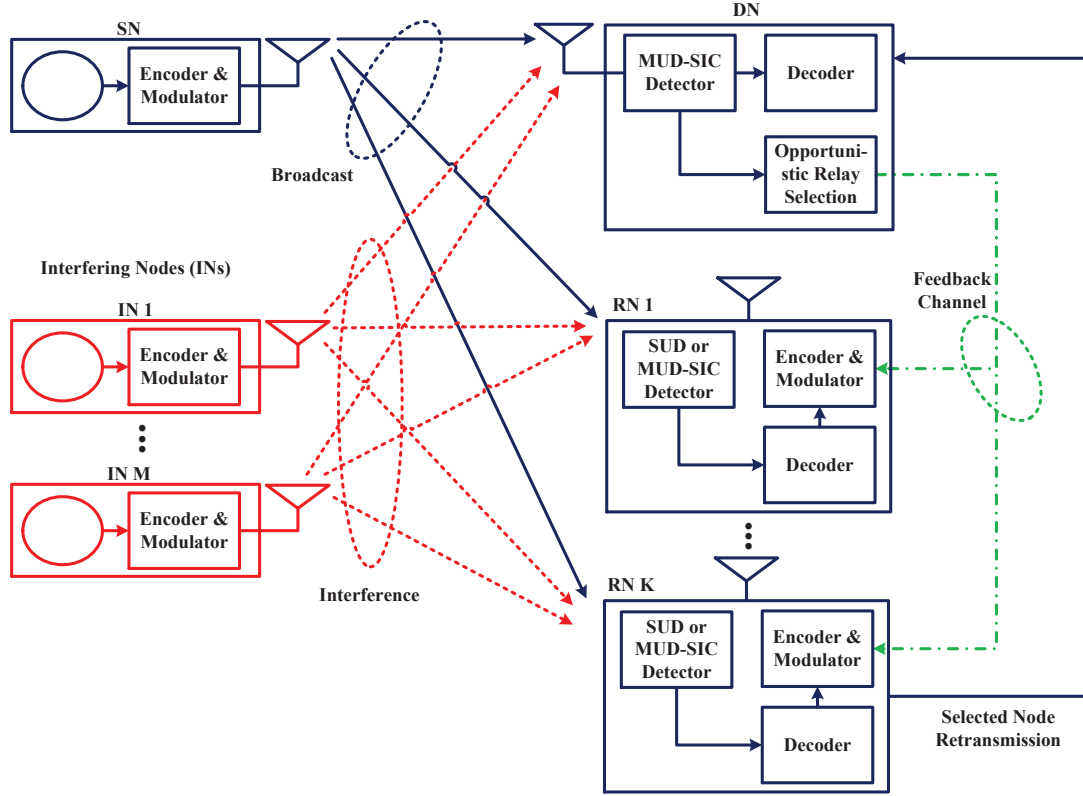 SN
Encoder &
Modulator
Broadcast
DN
MUD-SIC
Detector
Decoder
Opportuni-
stic Relay
Selection
Interfering Nodes (INs)
IN 1
Encoder &
Modulator
IN M
Encoder &
Modulator
Interference
Feedback
Channel
RN 1
SUD or
MUD-SIC
Detector
Encoder &
Modulator
Decoder
RN K
SUD or
MUD-SIC
Detector
Encoder &
Modulator
Decoder
Selected Node
Retransmission